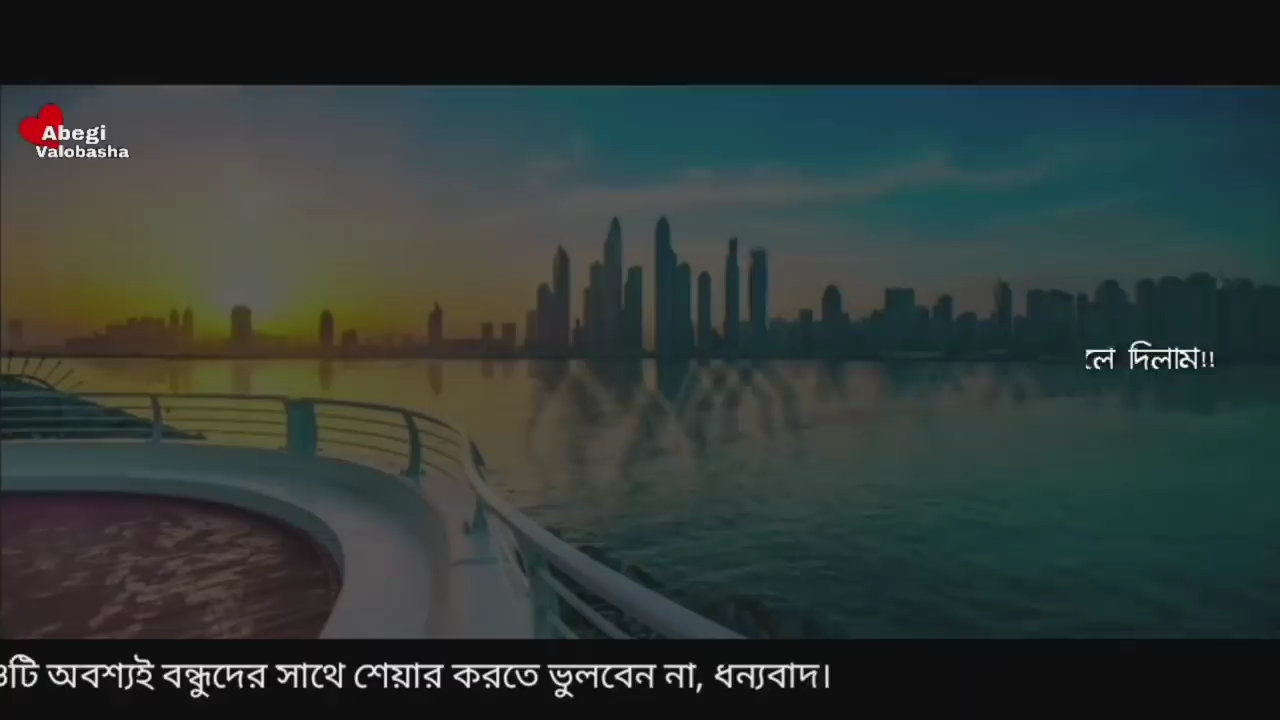 Abegi
Valobasha
দিলাম!!
অবশ্যই বন্ধুদের সাথে শেয়ার করতে ভুলবেন না, ধন্যবাদ।